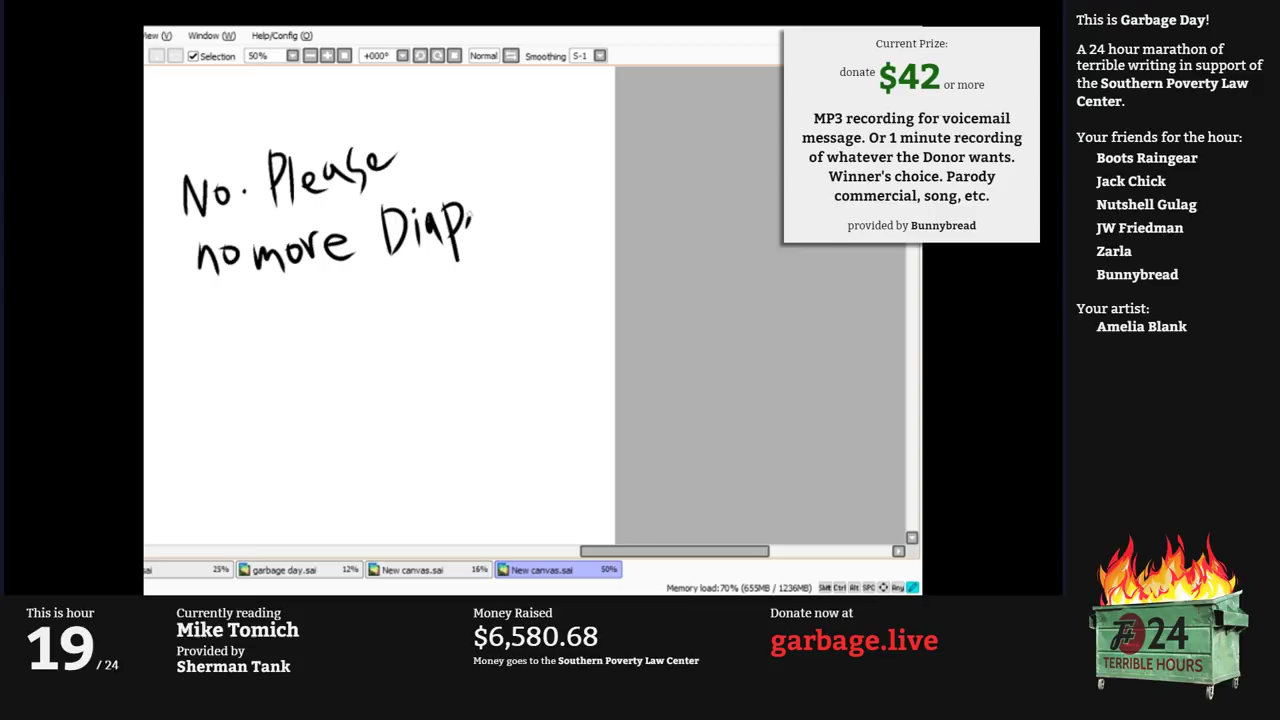 iew (V) Window (W) Help/Config (O)
Selection 50% +000° Normal Smoothing S-1
No. Please
no more Diap,
25% garbage day.sai 12% New canvas.sai 16% New canvas.sai 50%
Memory load:70% (655MB / 1236MB) Shift Ctrl Alt SPC Any
Current Prize:
donate $42 or more
MP3 recording for voicemail
message. Or 1 minute recording
of whatever the Donor wants.
Winner's choice. Parody
commercial, song, etc.
provided by Bunnybread
This is Garbage Day!
A 24 hour marathon of
terrible writing in support of
the Southern Poverty Law
Center.
Your friends for the hour:
Boots Raingear
Jack Chick
Nutshell Gulag
JW Friedman
Zarla
Bunnybread
Your artist:
Amelia Blank
24
TERRIBLE HOURS
This is hour
19 / 24
Currently reading
Mike Tomich
Provided by
Sherman Tank
Money Raised
$6,580.68
Money goes to the Southern Poverty Law Center
Donate now at
garbage.live